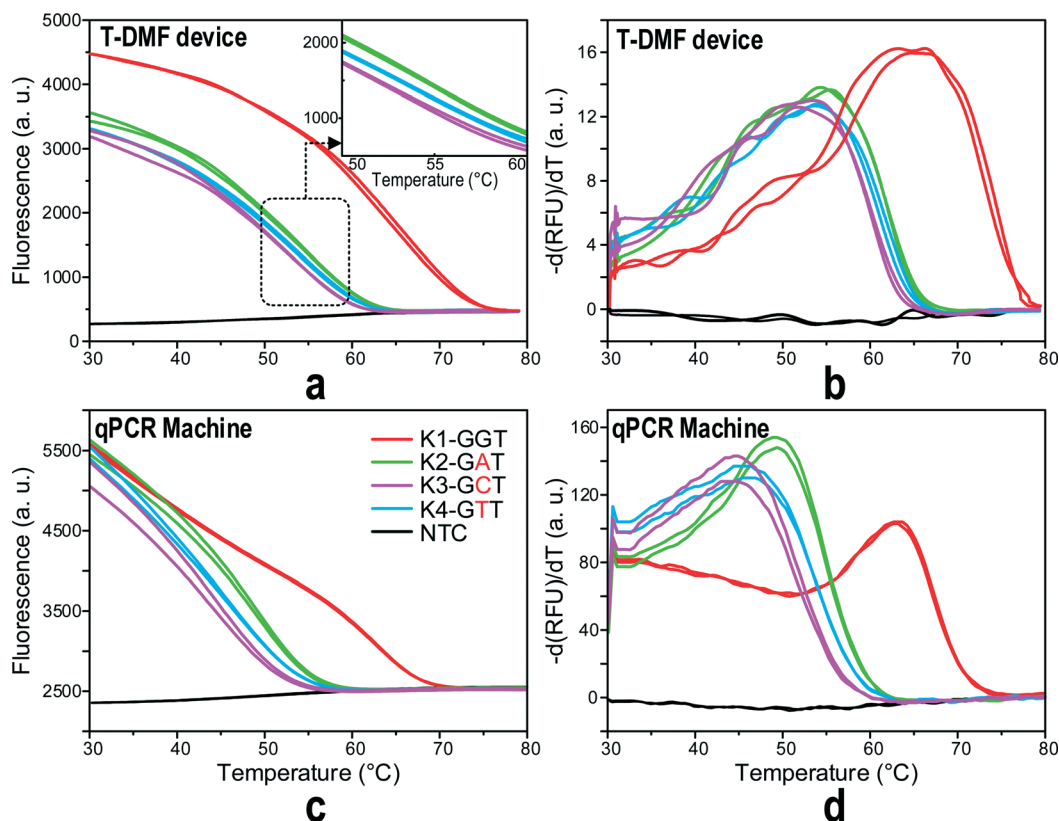 T-DMF device
Fluorescence (a. u.)
5000
4000
3000
2000
1000
500
0
30 40 50 60 70 80
2000
1000
50 55 60
Temperature (°C)
a
T-DMF device
-d(RFU)/dT (a. u.)
16
12
8
4
0
30 40 50 60 70 80
b
qPCR Machine
Fluorescence (a. u.)
5500
4500
3500
2500
30 40 50 60 70 80
Temperature (°C)
K1-GGT
K2-GAT
K3-GCT
K4-GTT
NTC
c
qPCR Machine
-d(RFU)/dT (a. u.)
160
120
80
40
0
30 40 50 60 70 80
Temperature (°C)
d